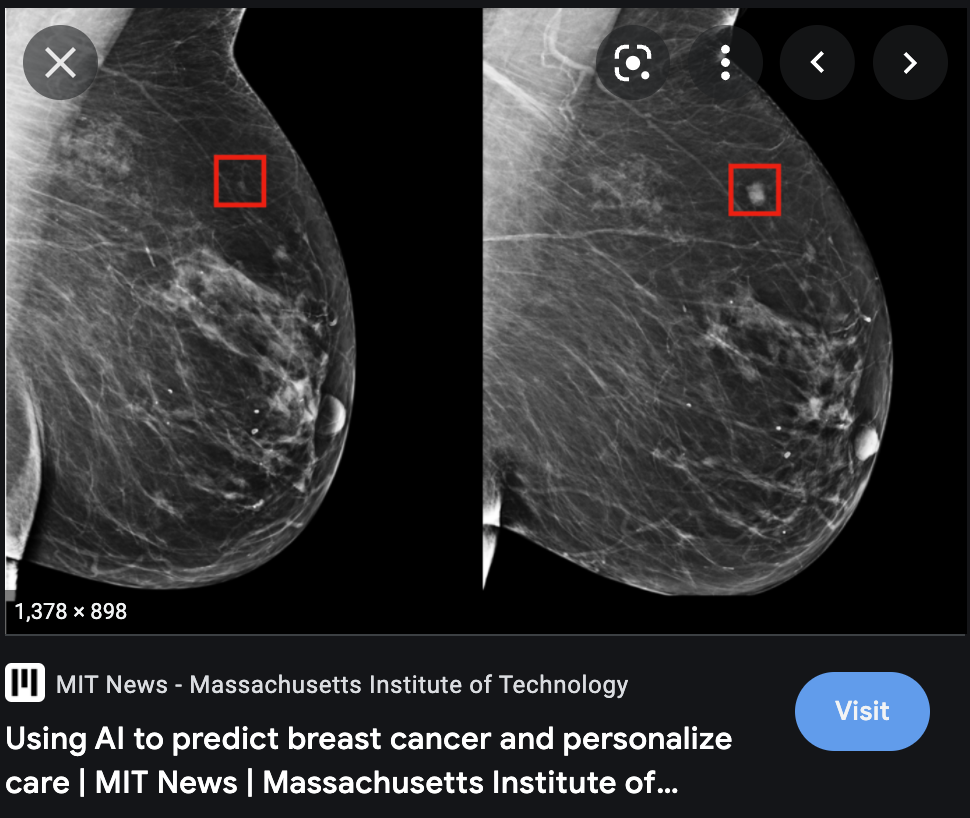 1,378 × 898
MIT News - Massachusetts Institute of Technology
Visit
Using AI to predict breast cancer and personalize
care | MIT News | Massachusetts Institute of...